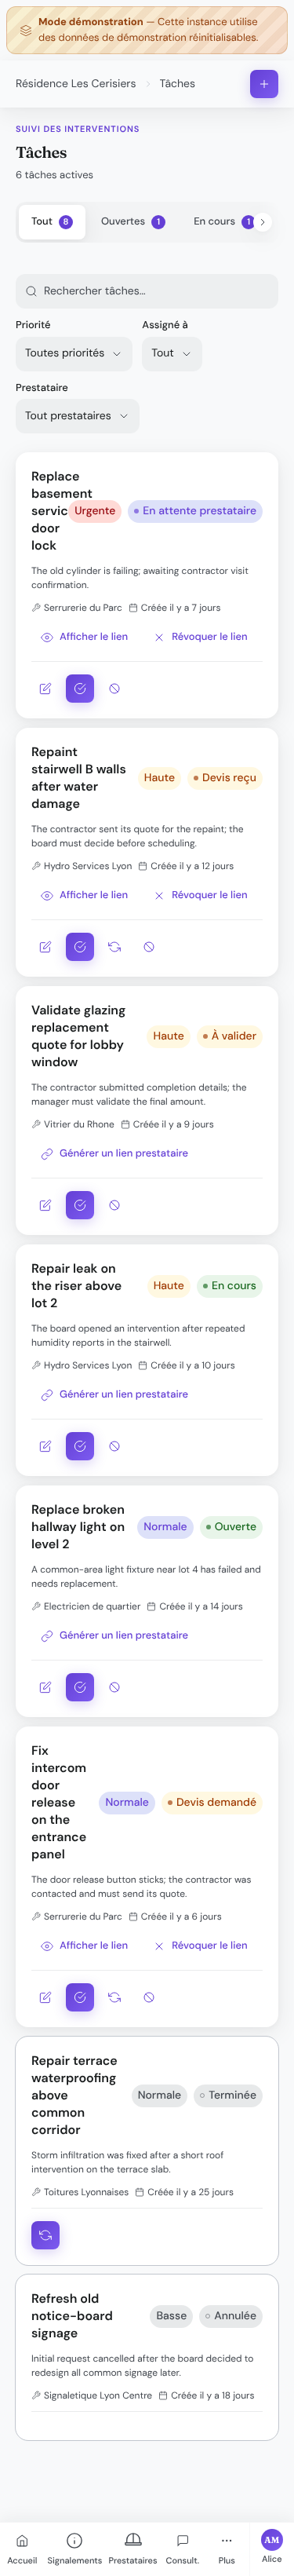 Mode démonstration — Cette instance utilise
des données de démonstration réinitialisables.
Résidence Les Cerisiers > Tâches
SUIVI DES INTERVENTIONS
Tâches
6 tâches actives
Tout 8 Ouvertes 1 En cours 1
Rechercher tâches...
Priorité Assigné à
Toutes priorités Tout
Prestataire
Tout prestataires
Replace
basement
servic
door
lock
Urgente En attente prestataire
The old cylinder is failing; awaiting contractor visit
confirmation.
Serrurerie du Parc Créée il y a 7 jours
Afficher le lien Révoquer le lien
Repaint
stairwell B walls
after water
damage
Haute Devis reçu
The contractor sent its quote for the repaint; the
board must decide before scheduling.
Hydro Services Lyon Créée il y a 12 jours
Afficher le lien Révoquer le lien
Validate glazing
replacement
quote for lobby
window
Haute À valider
The contractor submitted completion details; the
manager must validate the final amount.
Vitrier du Rhone Créée il y a 9 jours
Générer un lien prestataire
Repair leak on
the riser above
lot 2
Haute En cours
The board opened an intervention after repeated
humidity reports in the stairwell.
Hydro Services Lyon Créée il y a 10 jours
Générer un lien prestataire
Replace broken
hallway light on
level 2
Normale Ouverte
A common-area light fixture near lot 4 has failed and
needs replacement.
Electricien de quartier Créée il y a 14 jours
Générer un lien prestataire
Fix
intercom
door
release
on the
entrance
panel
Normale Devis demandé
The door release button sticks; the contractor was
contacted and must send its quote.
Serrurerie du Parc Créée il y a 6 jours
Afficher le lien Révoquer le lien
Repair terrace
waterproofing
above
common
corridor
Normale Terminée
Storm infiltration was fixed after a short roof
intervention on the terrace slab.
Toitures Lyonnaises Créée il y a 25 jours
Refresh old
notice-board
signage
Basse Annulée
Initial request cancelled after the board decided to
redesign all common signage later.
Signaletique Lyon Centre Créée il y a 18 jours
AM
Accueil Signalements Prestataires Consult. Plus Alice